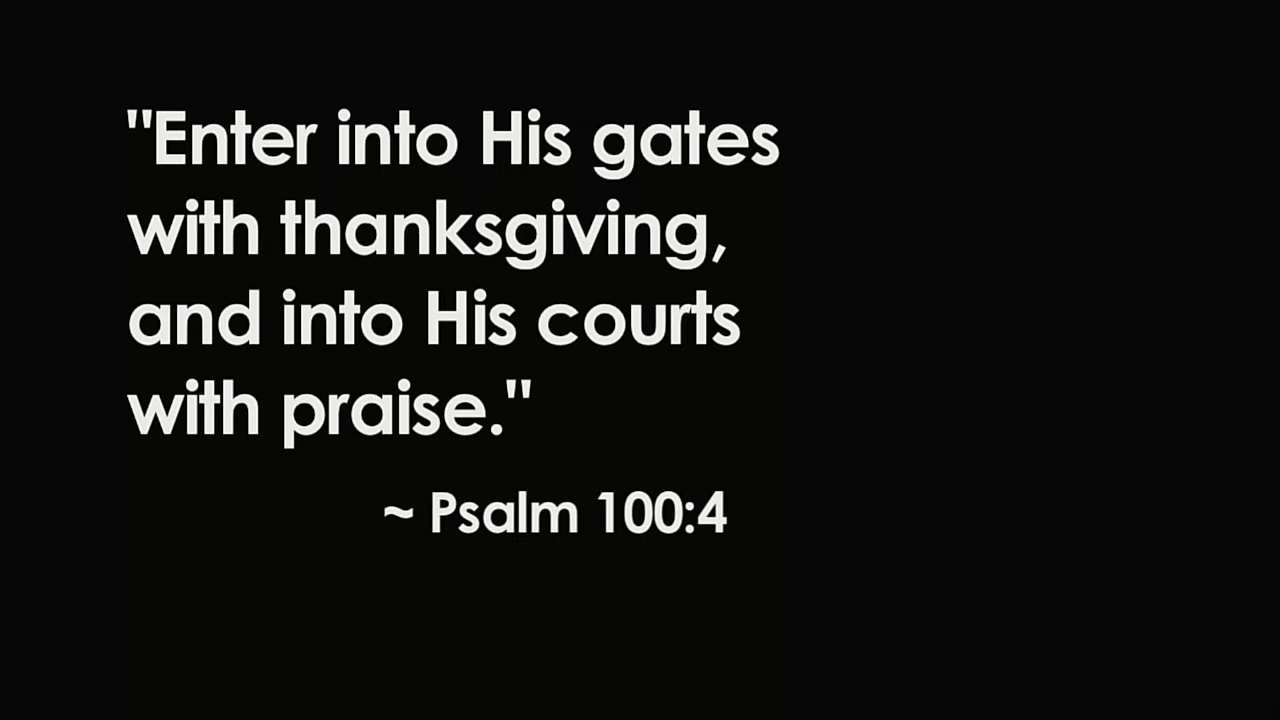 "Enter into His gates
with thanksgiving,
and into His courts
with praise."
~ Psalm 100:4